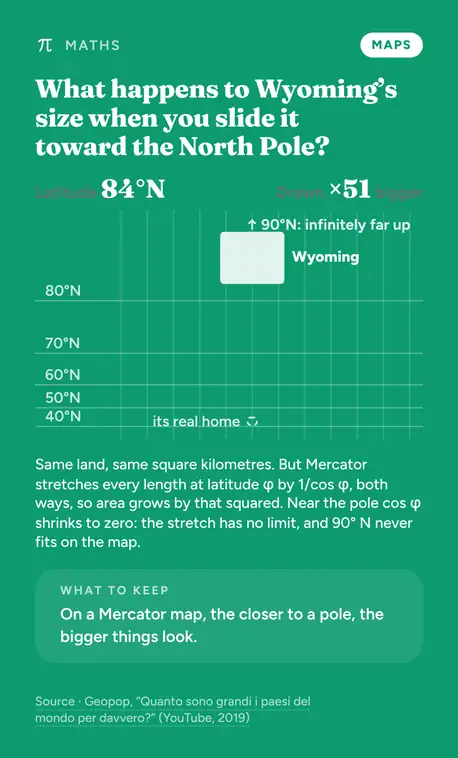 π MATHS
MAPS
What happens to Wyoming’s
size when you slide it
toward the North Pole?
Latitude 84°N
Drawn ×51 bigger
↑ 90°N: infinitely far up
Wyoming
80°N
70°N
60°N
50°N
40°N
its real home
Same land, same square kilometres. But Mercator
stretches every length at latitude φ by 1/cos φ, both
ways, so area grows by that squared. Near the pole cos φ
shrinks to zero: the stretch has no limit, and 90° N never
fits on the map.
WHAT TO KEEP
On a Mercator map, the closer to a pole, the
bigger things look.
Source · Geopop, “Quanto sono grandi i paesi del
mondo per davvero?” (YouTube, 2019)